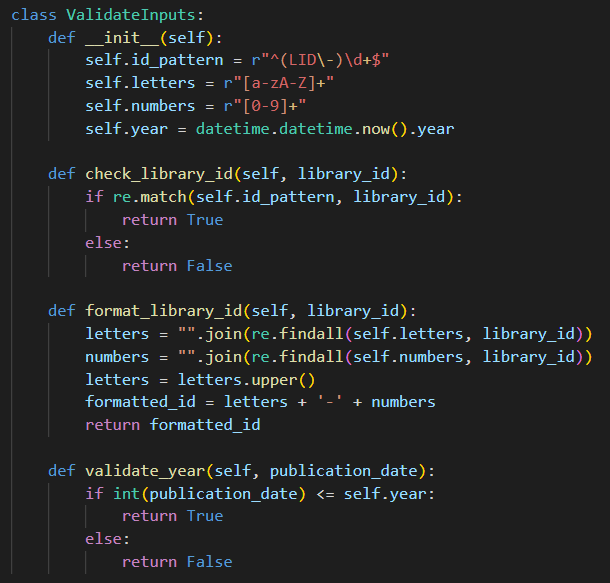 class ValidateInputs:
    def __init__(self):
        self.id_pattern = r"^(LID\-)\d+$"
        self.letters = r"[a-zA-Z]+"
        self.numbers = r"[0-9]+"
        self.year = datetime.datetime.now().year

    def check_library_id(self, library_id):
        if re.match(self.id_pattern, library_id):
            return True
        else:
            return False

    def format_library_id(self, library_id):
        letters = "".join(re.findall(self.letters, library_id))
        numbers = "".join(re.findall(self.numbers, library_id))
        letters = letters.upper()
        formatted_id = letters + '-' + numbers
        return formatted_id

    def validate_year(self, publication_date):
        if int(publication_date) <= self.year:
            return True
        else:
            return False